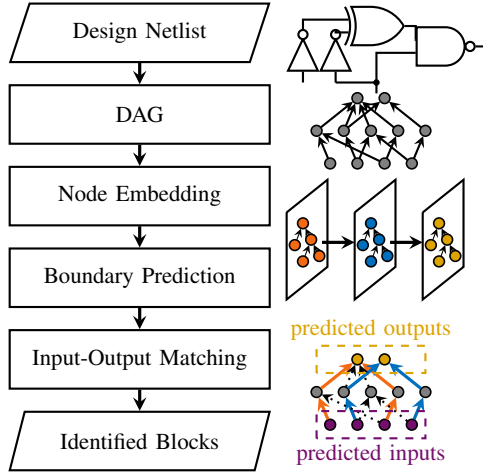 Design Netlist
DAG
Node Embedding
Boundary Prediction
predicted outputs
Input-Output Matching
Identified Blocks
predicted inputs